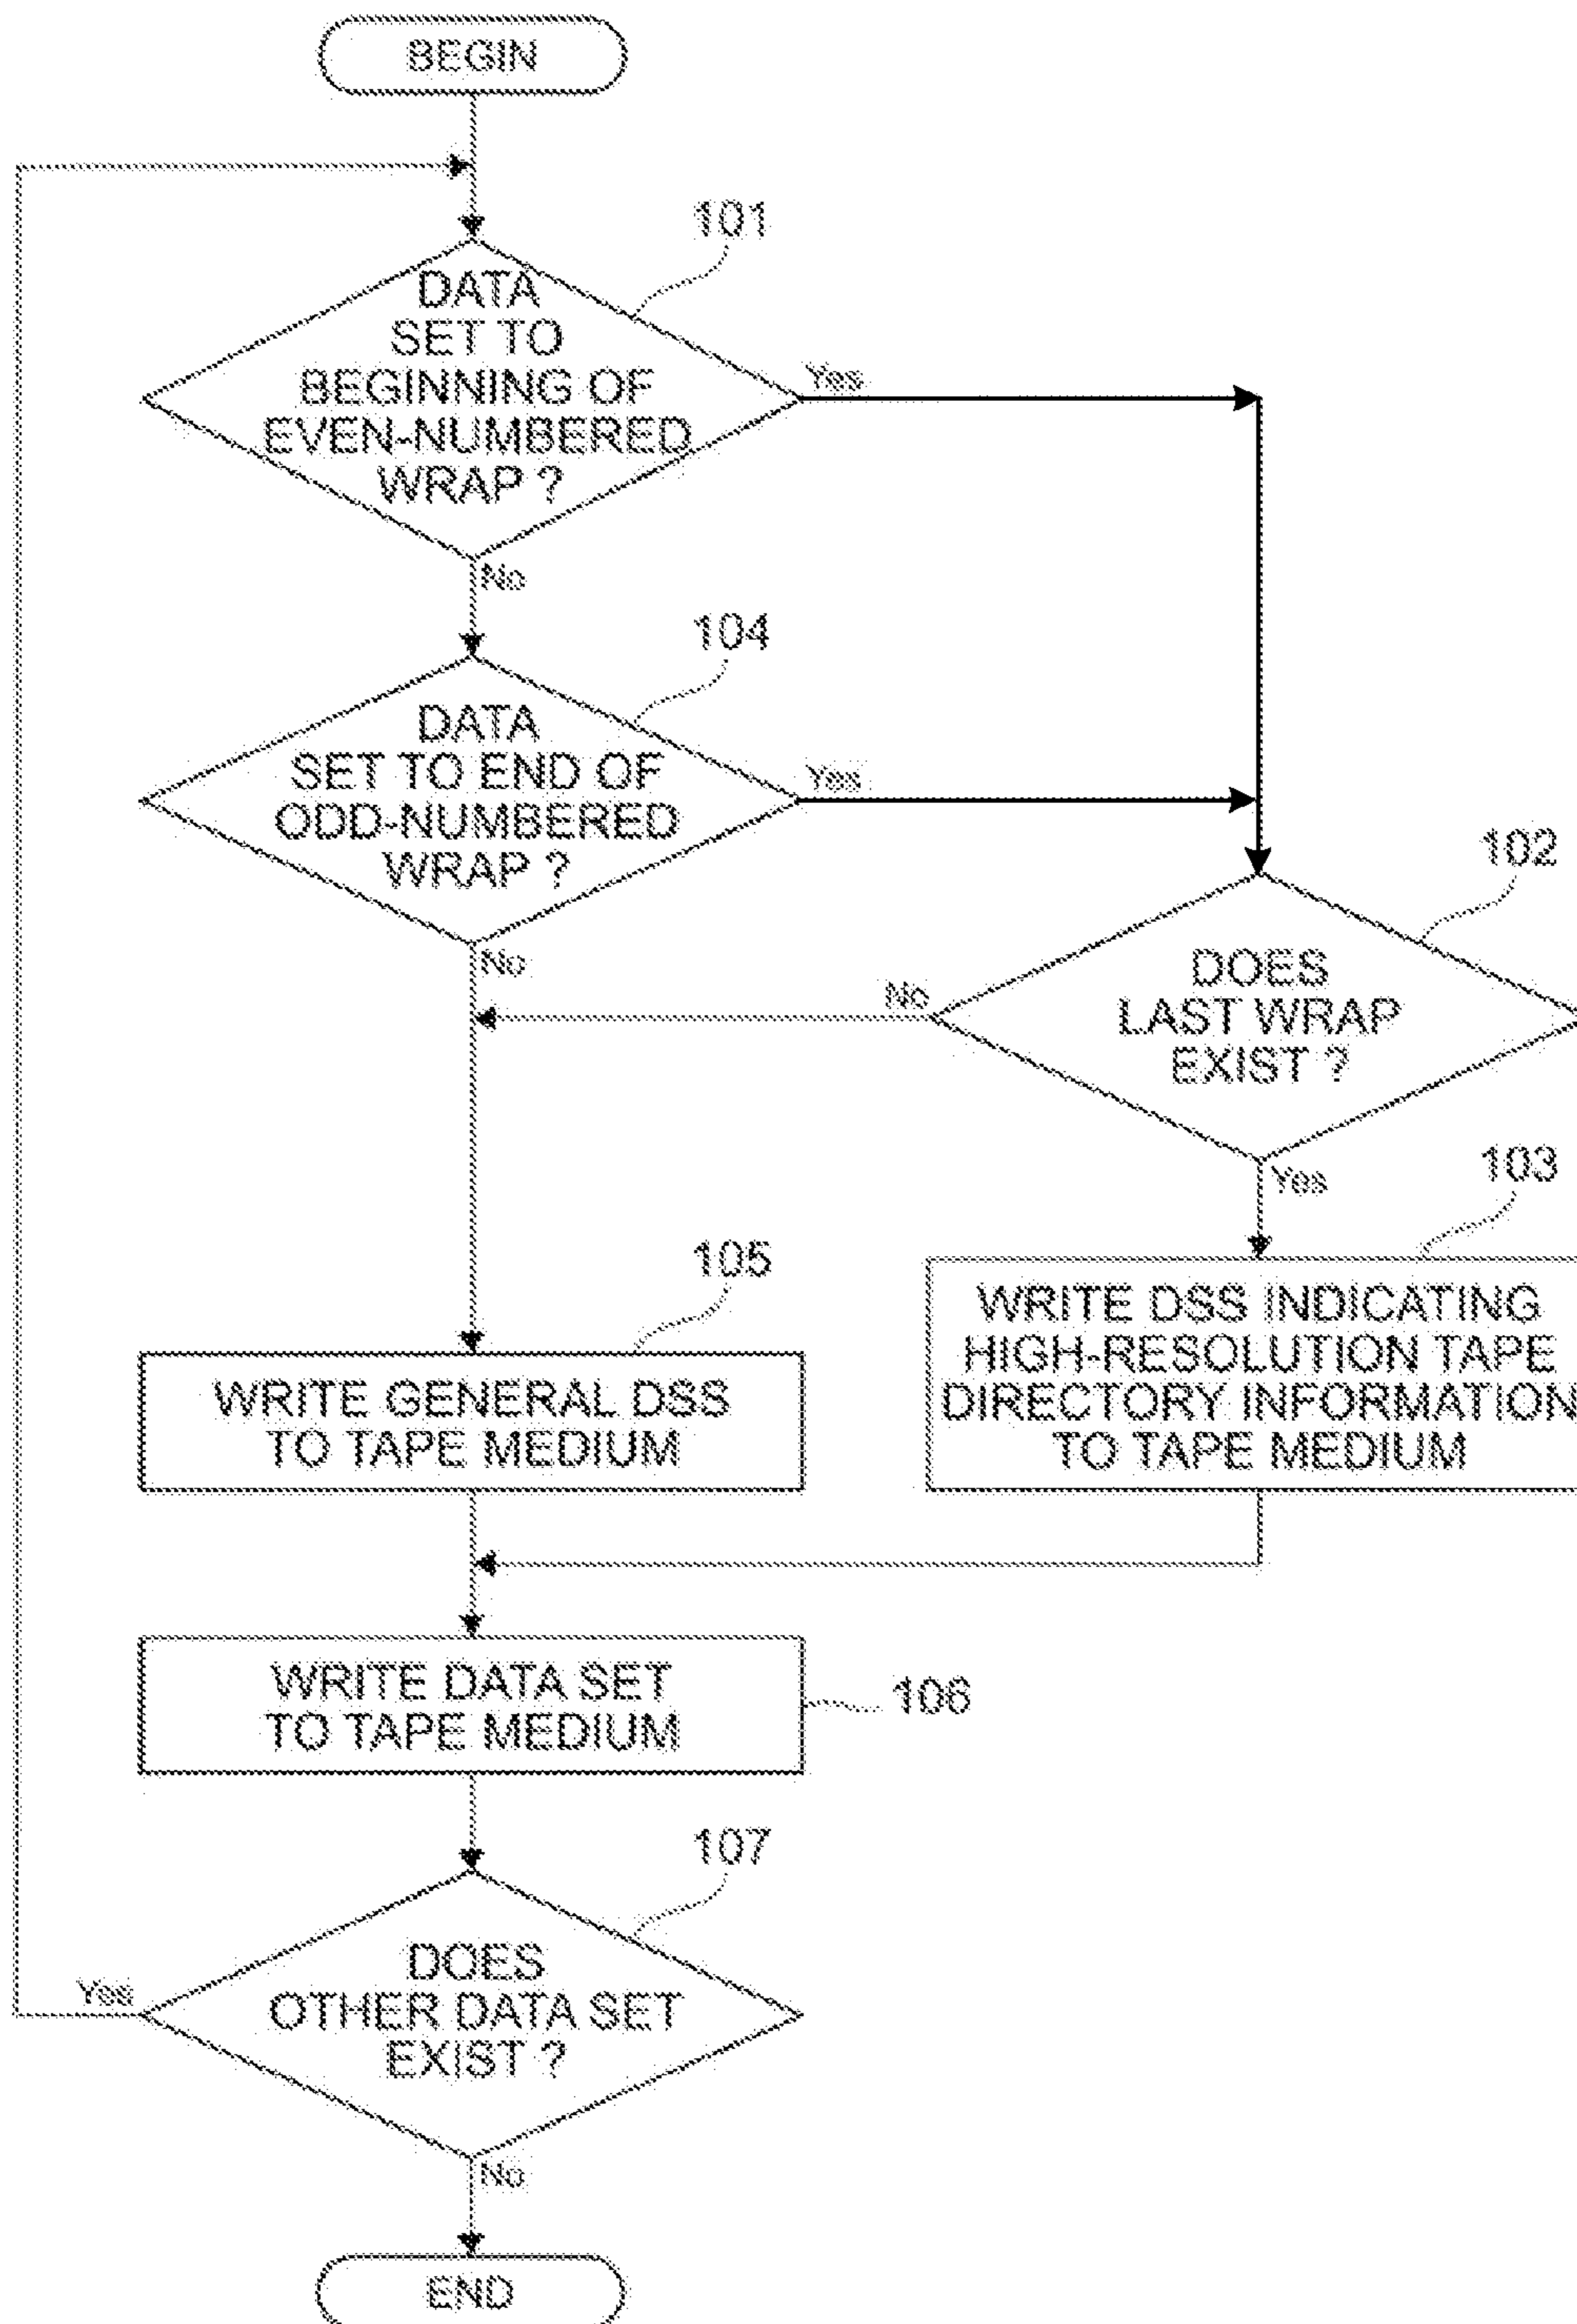 BEGIN
101
DATA
SET TO
BEGINNING OF
EVEN-NUMBERED
WRAP ?
Yes
No
104
DATA
SET TO END OF
ODD-NUMBERED
WRAP ?
Yes
No
102
DOES
LAST WRAP
EXIST ?
No
Yes
103
WRITE DSS INDICATING
HIGH-RESOLUTION TAPE
DIRECTORY INFORMATION
TO TAPE MEDIUM
105
WRITE GENERAL DSS
TO TAPE MEDIUM
WRITE DATA SET
TO TAPE MEDIUM
106
107
DOES
OTHER DATA SET
EXIST ?
Yes
No
END